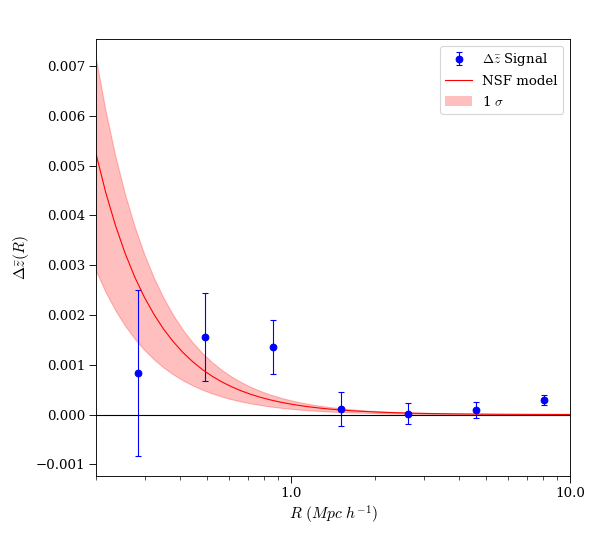 Δz̄ Signal
NSF model
1 σ
0.007
0.006
0.005
0.004
0.003
0.002
0.001
0.000
−0.001
Δz̄(R)
1.0
10.0
R (Mpc h⁻¹)